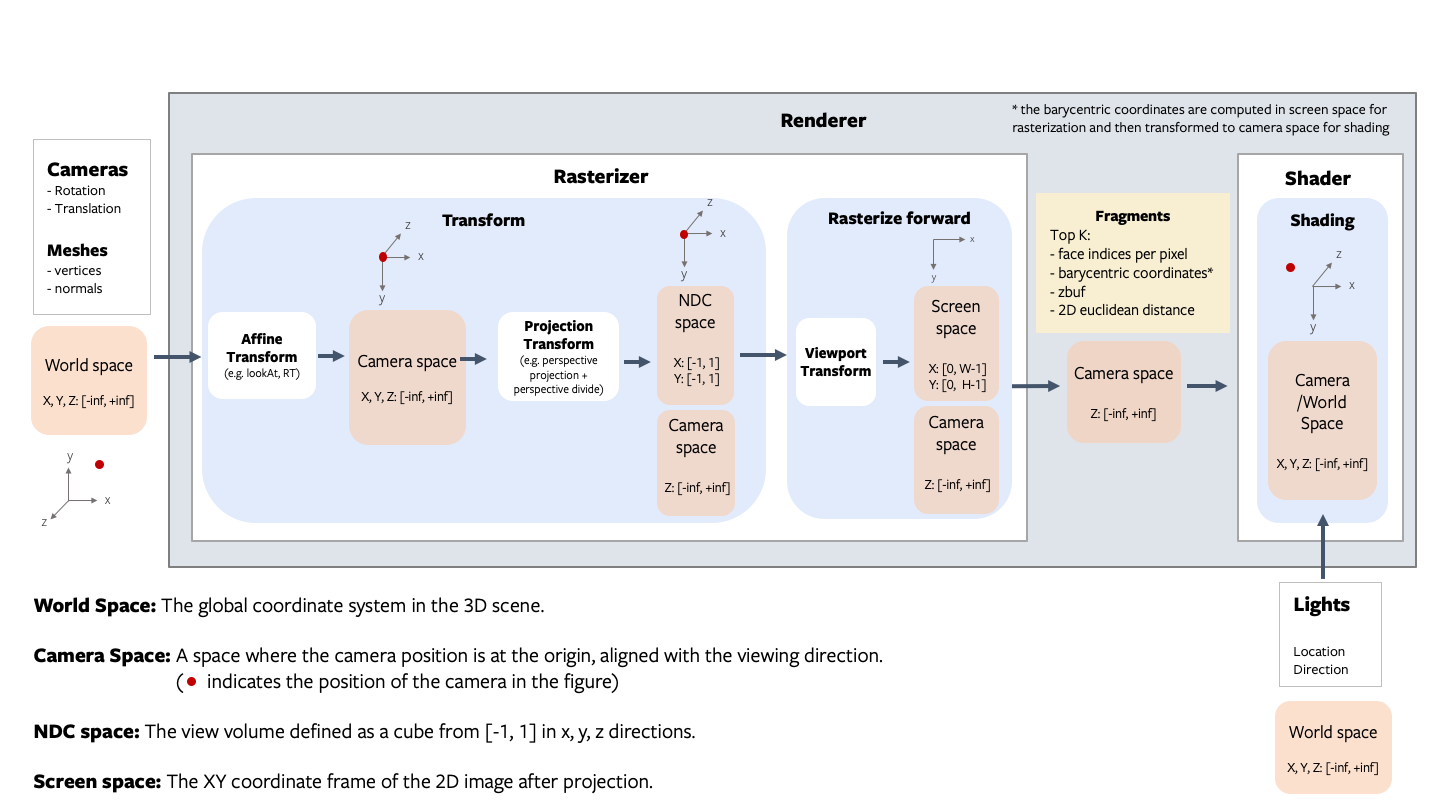 Renderer
* the barycentric coordinates are computed in screen space for
rasterization and then transformed to camera space for shading
Cameras
- Rotation
- Translation
Meshes
- vertices
- normals
World space
X, Y, Z: [-inf, +inf]
y
x
z
Rasterizer
Transform
z
x
y
z
x
y
Affine
Transform
(e.g. lookAt, RT)
Camera space
X, Y, Z: [-inf, +inf]
Projection
Transform
(e.g. perspective
projection +
perspective divide)
NDC
space
X: [-1, 1]
Y: [-1, 1]
Camera
space
Z: [-inf, +inf]
Rasterize forward
x
y
Viewport
Transform
Screen
space
X: [0, W-1]
Y: [0, H-1]
Camera
space
Z: [-inf, +inf]
Fragments
Top K:
- face indices per pixel
- barycentric coordinates*
- zbuf
- 2D euclidean distance
Camera space
Z: [-inf, +inf]
Shader
Shading
z
x
y
Camera
/World
Space
X, Y, Z: [-inf, +inf]
Lights
Location
Direction
World space
X, Y, Z: [-inf, +inf]
World Space: The global coordinate system in the 3D scene.
Camera Space: A space where the camera position is at the origin, aligned with the viewing direction.
( indicates the position of the camera in the figure)
NDC space: The view volume defined as a cube from [-1, 1] in x, y, z directions.
Screen space: The XY coordinate frame of the 2D image after projection.